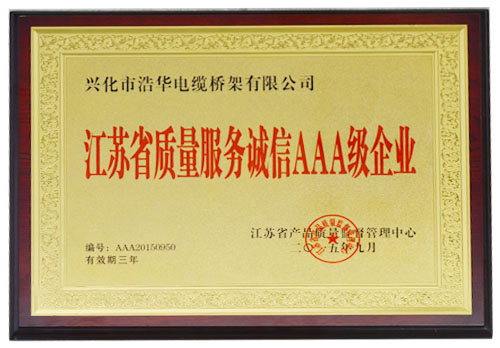 兴化市浩华电缆桥架有限公司
江苏省质量服务诚信AAA级企业
江苏省产品质量监督管理中心
编号: AAA20150950
二〇一五年九月
有效期三年